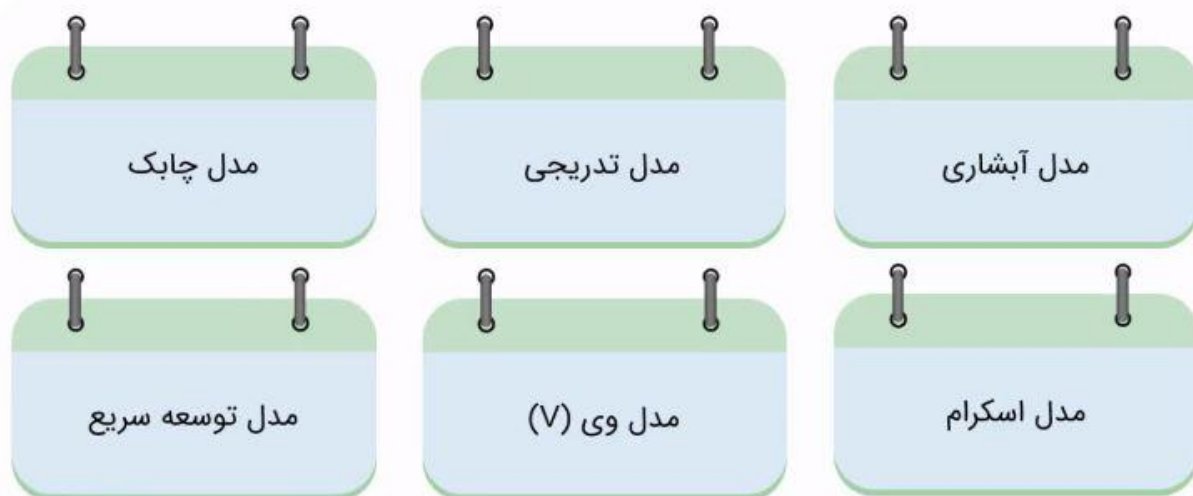 مدل آبشاری
مدل تدریجی
مدل چابک
مدل اسکرام
مدل وی (V)
مدل توسعه سریع